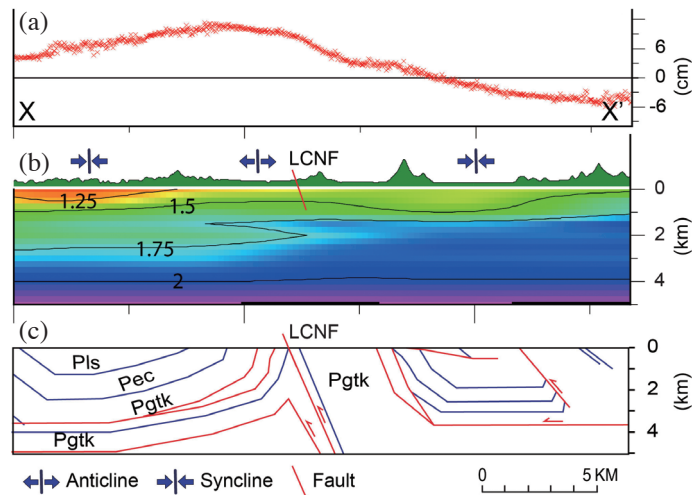 (a)
6
0
-6
(cm)
X X'
(b)
LCNF
1.25
1.5
1.75
2
0
2
4
(km)
(c)
LCNF
Pls
Pec
Pgtk
Pgtk
Pgtk
0
2
4
(km)
Anticline Syncline Fault
0 5 KM